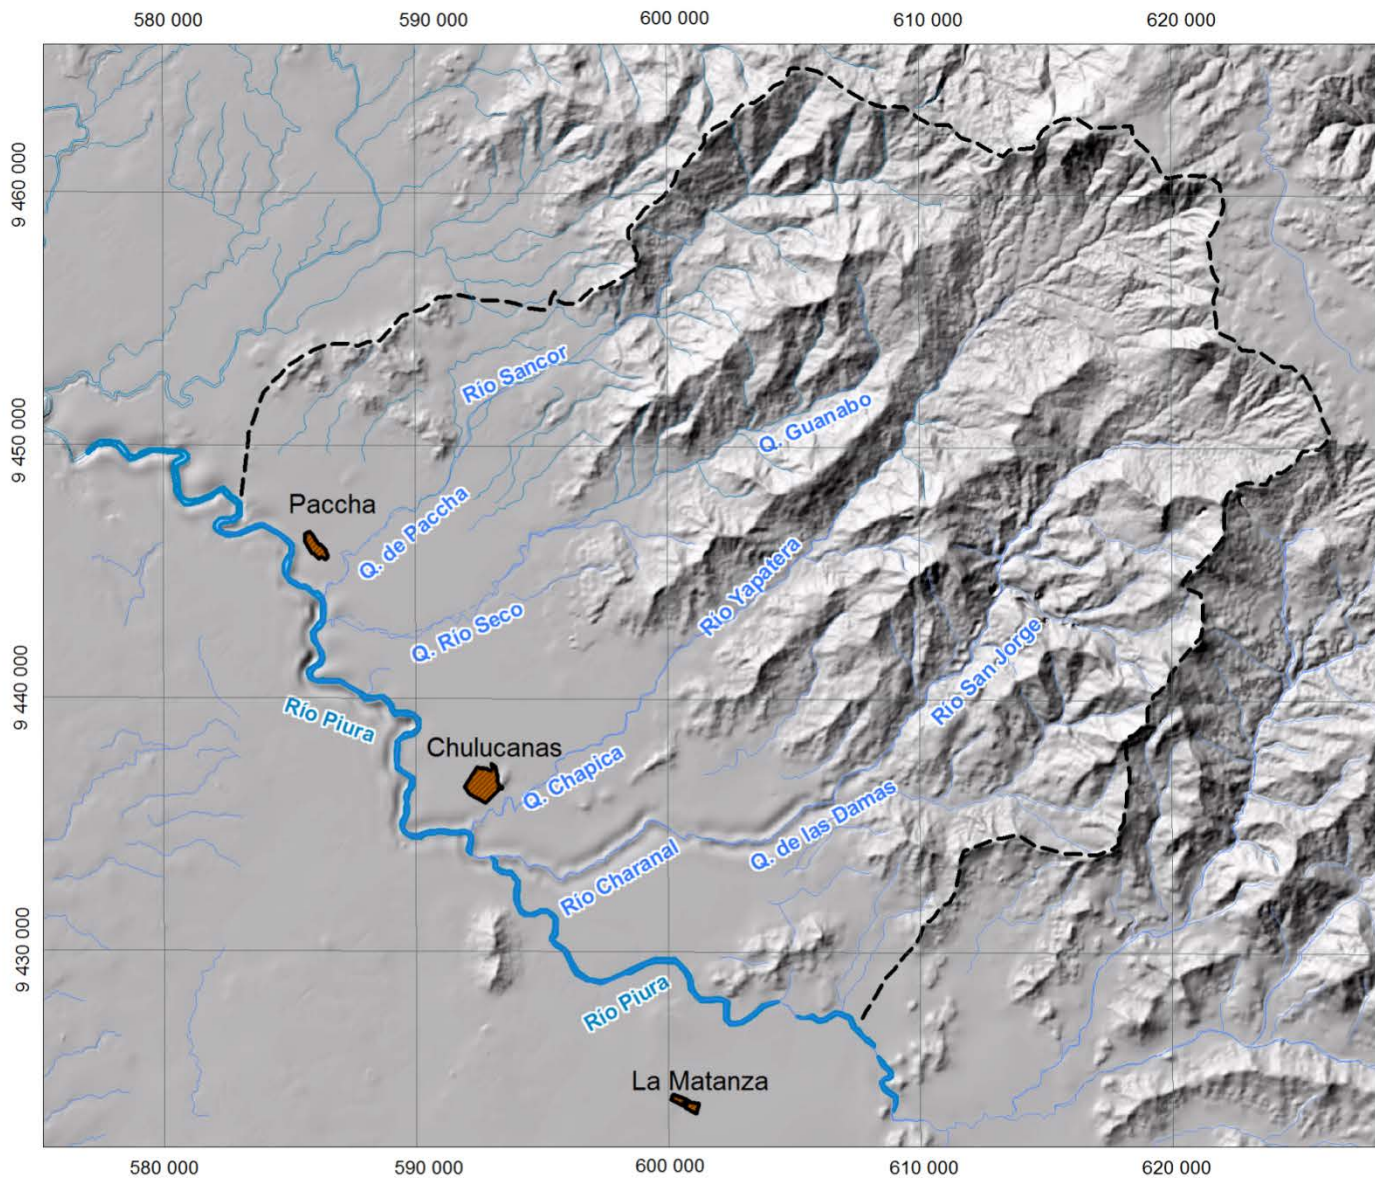 580 000
590 000
600 000
610 000
620 000
9 460 000
9 450 000
9 440 000
9 430 000
Río Sancor
Q. Guanabo
Paccha
Q. de Paccha
Río Yapatera
Q. Río Seco
Río San Jorge
Río Piura
Chulucanas
Q. Chapica
Q. de las Damas
Río Charanal
Río Piura
La Matanza
580 000
590 000
600 000
610 000
620 000